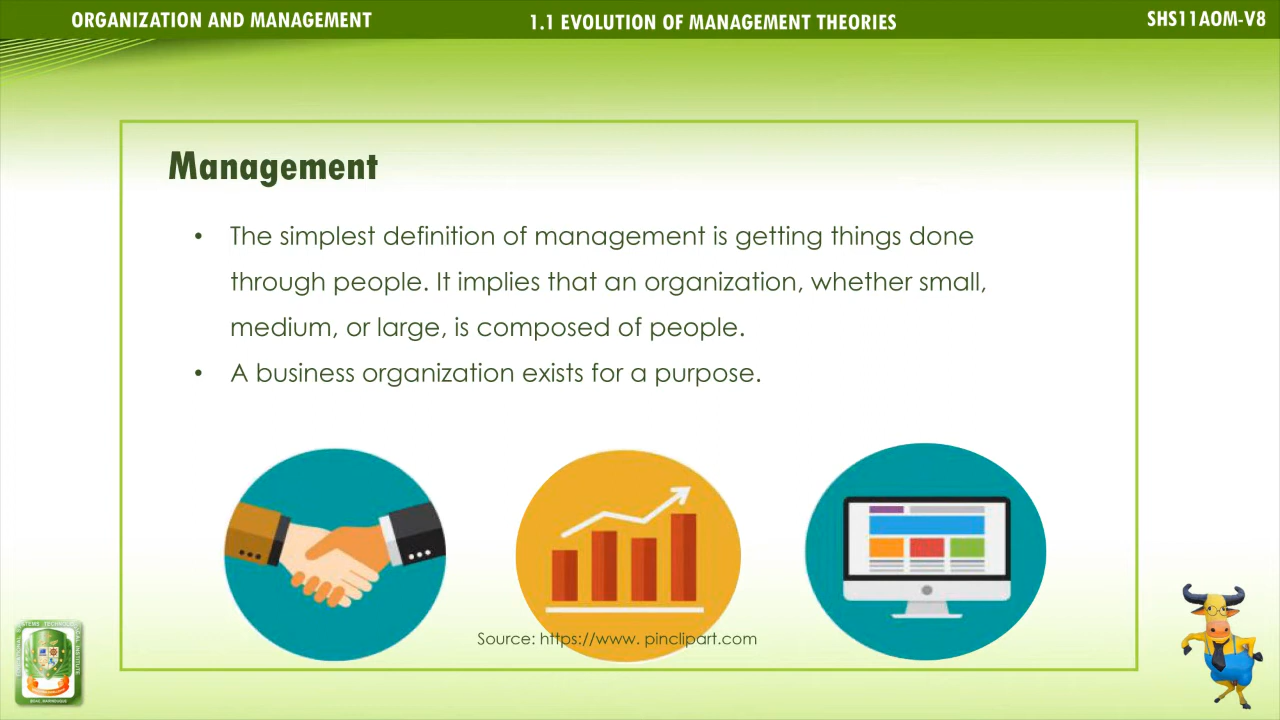 ORGANIZATION AND MANAGEMENT
1.1 EVOLUTION OF MANAGEMENT THEORIES
SHS11AOM-V8
Management
• The simplest definition of management is getting things done
through people. It implies that an organization, whether small,
medium, or large, is composed of people.
• A business organization exists for a purpose.
Source: https://www. pinclipart.com